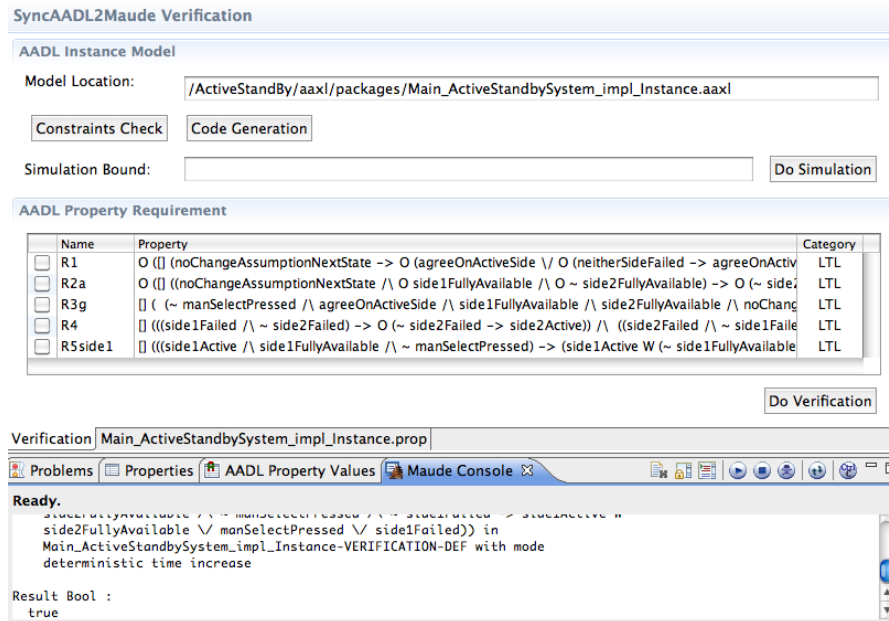 SyncAADL2Maude Verification
AADL Instance Model
Model Location: /ActiveStandBy/aaxl/packages/Main_ActiveStandbySystem_impl_Instance.aaxl
Constraints Check Code Generation
Simulation Bound: Do Simulation
AADL Property Requirement
Name Property Category
R1 O ([] (noChangeAssumptionNextState -> O (agreeOnActiveSide \/ O (neitherSideFailed -> agreeOnActiv LTL
R2a O ([] ((noChangeAssumptionNextState /\ O side1FullyAvailable /\ O ~ side2FullyAvailable) -> O (~ side2 LTL
R3g [] ( (~ manSelectPressed /\ agreeOnActiveSide /\ side1FullyAvailable /\ side2FullyAvailable /\ noChang LTL
R4 [] (((side1Failed /\ ~ side2Failed) -> O (~ side2Failed -> side2Active)) /\ ((side2Failed /\ ~ side1Faile LTL
R5side1 [] (((side1Active /\ side1FullyAvailable /\ ~ manSelectPressed) -> (side1Active W (~ side1FullyAvailable LTL
Do Verification
Verification Main_ActiveStandbySystem_impl_Instance.prop
Problems Properties AADL Property Values Maude Console
Ready.
side2FullyAvailable /\ ~ manSelectPressed /\ ~ side1Failed -> side1Active W
side2FullyAvailable \/ manSelectPressed \/ side1Failed)) in
Main_ActiveStandbySystem_impl_Instance-VERIFICATION-DEF with mode
deterministic time increase
Result Bool :
true